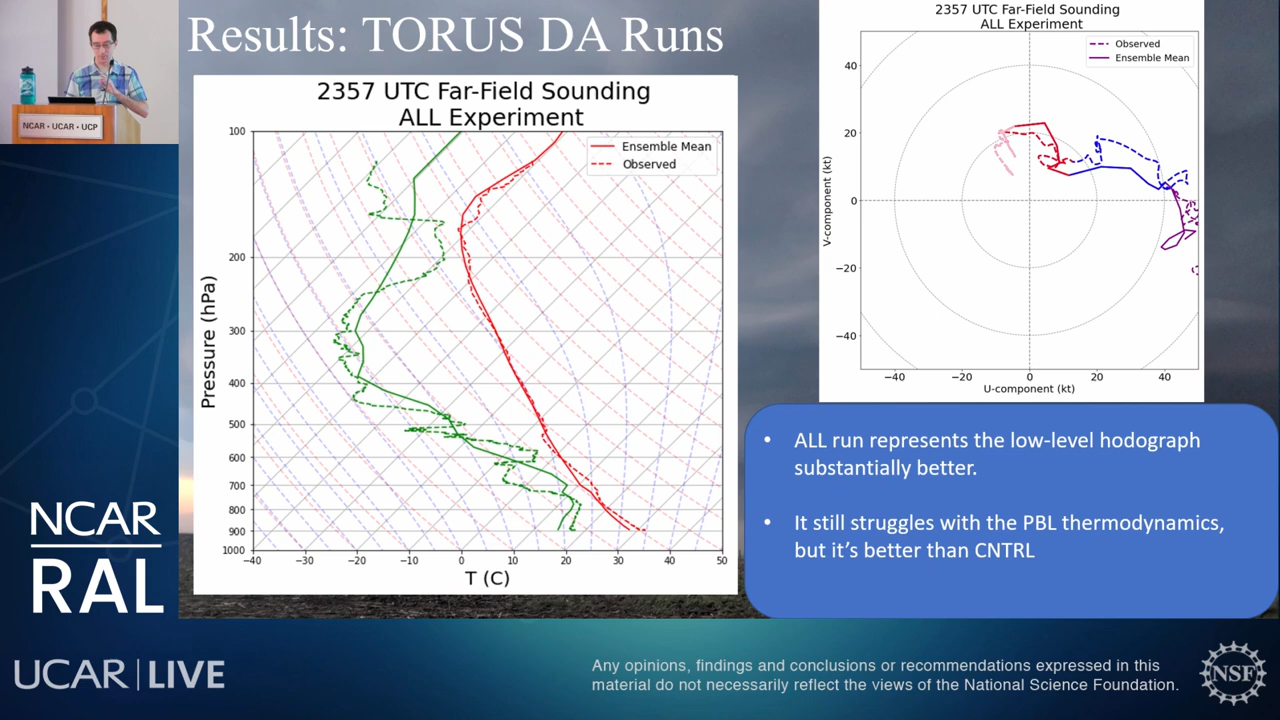 Results: TORUS DA Runs
NCAR • UCAR • UCP
2357 UTC Far-Field Sounding
ALL Experiment
Ensemble Mean
Observed
Pressure (hPa)
100
200
300
400
500
600
700
800
900
1000
−40
−30
−20
−10
0
10
20
30
40
50
T (C)
2357 UTC Far-Field Sounding
ALL Experiment
Observed
Ensemble Mean
V-component (kt)
40
20
0
−20
−40
−40
−20
0
20
40
U-component (kt)
• ALL run represents the low-level hodograph
substantially better.
• It still struggles with the PBL thermodynamics,
but it's better than CNTRL
NCAR
RAL
UCAR | LIVE
Any opinions, findings and conclusions or recommendations expressed in this
material do not necessarily reflect the views of the National Science Foundation.
NSF